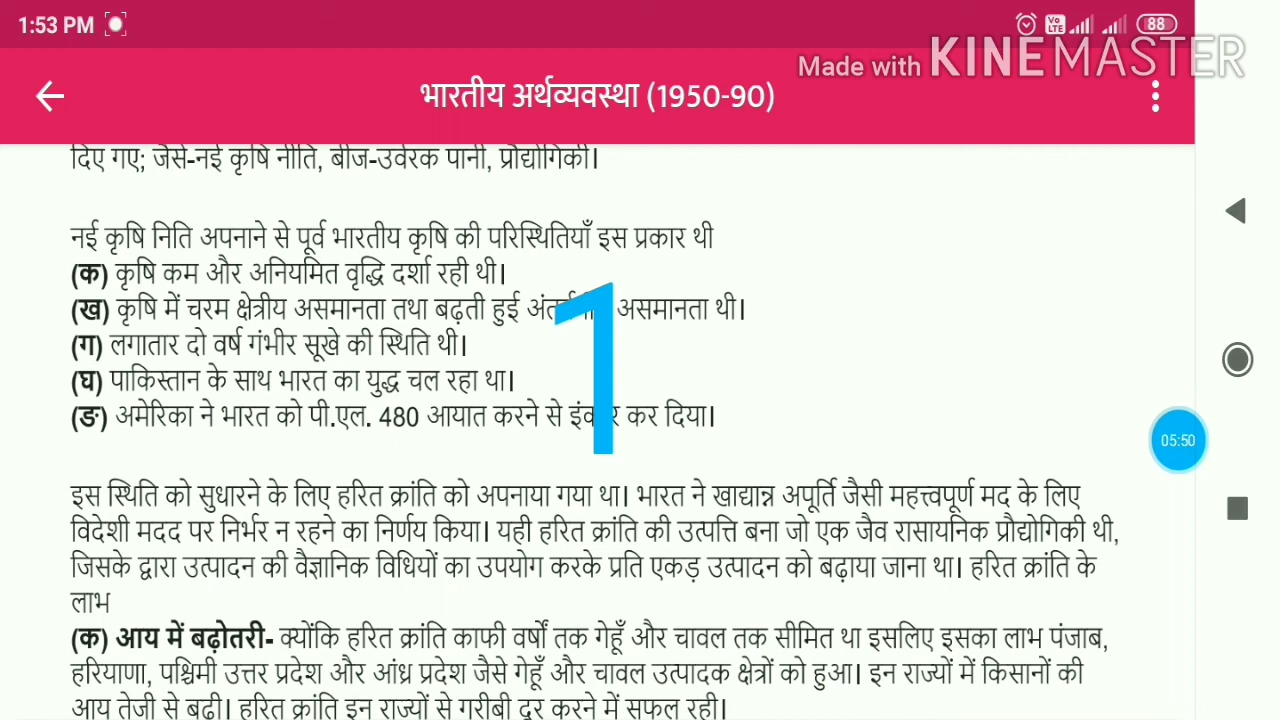 1:53 PM
Vo LTE 88
Made with KINEMASTER
भारतीय अर्थव्यवस्था (1950-90)
दिए गए; जैसे-नई कृषि नीति, बीज-उर्वरक पानी, प्रौद्योगिकी।
नई कृषि निति अपनाने से पूर्व भारतीय कृषि की परिस्थितियाँ इस प्रकार थी
(क) कृषि कम और अनियमित वृद्धि दर्शा रही थी।
(ख) कृषि में चरम क्षेत्रीय असमानता तथा बढ़ती हुई असमानता थी।
(ग) लगातार दो वर्ष गंभीर सूखे की स्थिति थी।
(घ) पाकिस्तान के साथ भारत का युद्ध चल रहा था।
(ङ) अमेरिका ने भारत को पी.एल. 480 आयात करने से इंकार कर दिया।
1
05:50
इस स्थिति को सुधारने के लिए हरित क्रांति को अपनाया गया था। भारत ने खाद्यान्न अपूर्ति जैसी महत्त्वपूर्ण मद के लिए
विदेशी मदद पर निर्भर न रहने का निर्णय किया। यही हरित क्रांति की उत्पत्ति बना जो एक जैव रासायनिक प्रौद्योगिकी थी,
जिसके द्वारा उत्पादन की वैज्ञानिक विधियों का उपयोग करके प्रति एकड़ उत्पादन को बढ़ाया जाना था। हरित क्रांति के
लाभ
(क) आय में बढ़ोतरी- क्योंकि हरित क्रांति काफी वर्षों तक गेहूँ और चावल तक सीमित था इसलिए इसका लाभ पंजाब,
हरियाणा, पश्चिमी उत्तर प्रदेश और आंध्र प्रदेश जैसे गेहूँ और चावल उत्पादक क्षेत्रों को हुआ। इन राज्यों में किसानों की
आय तेजी से बढ़ी। हरित क्रांति इन राज्यों से गरीबी दूर करने में सफल रही।